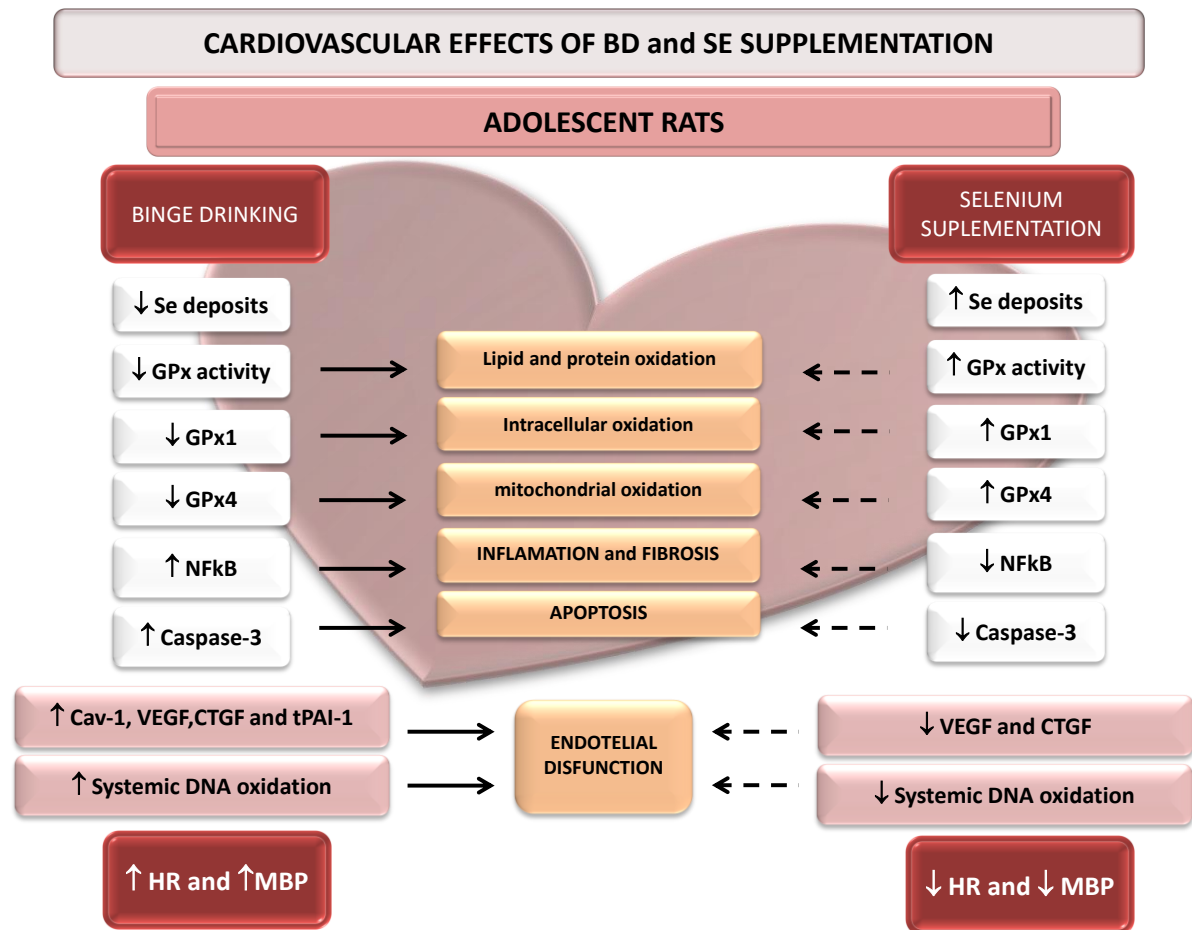 CARDIOVASCULAR EFFECTS OF BD and SE SUPPLEMENTATION
ADOLESCENT RATS
BINGE DRINKING
↓ Se deposits
↓ GPx activity
↓ GPx1
↓ GPx4
↑ NFkB
↑ Caspase-3
Lipid and protein oxidation
Intracellular oxidation
mitochondrial oxidation
INFLAMATION and FIBROSIS
APOPTOSIS
SELENIUM
SUPLEMENTATION
↑ Se deposits
↑ GPx activity
↑ GPx1
↑ GPx4
↓ NFkB
↓ Caspase-3
↑ Cav-1, VEGF,CTGF and tPAI-1
↑ Systemic DNA oxidation
ENDOTELIAL
DISFUNCTION
↓ VEGF and CTGF
↓ Systemic DNA oxidation
↑ HR and ↑MBP
↓ HR and ↓ MBP